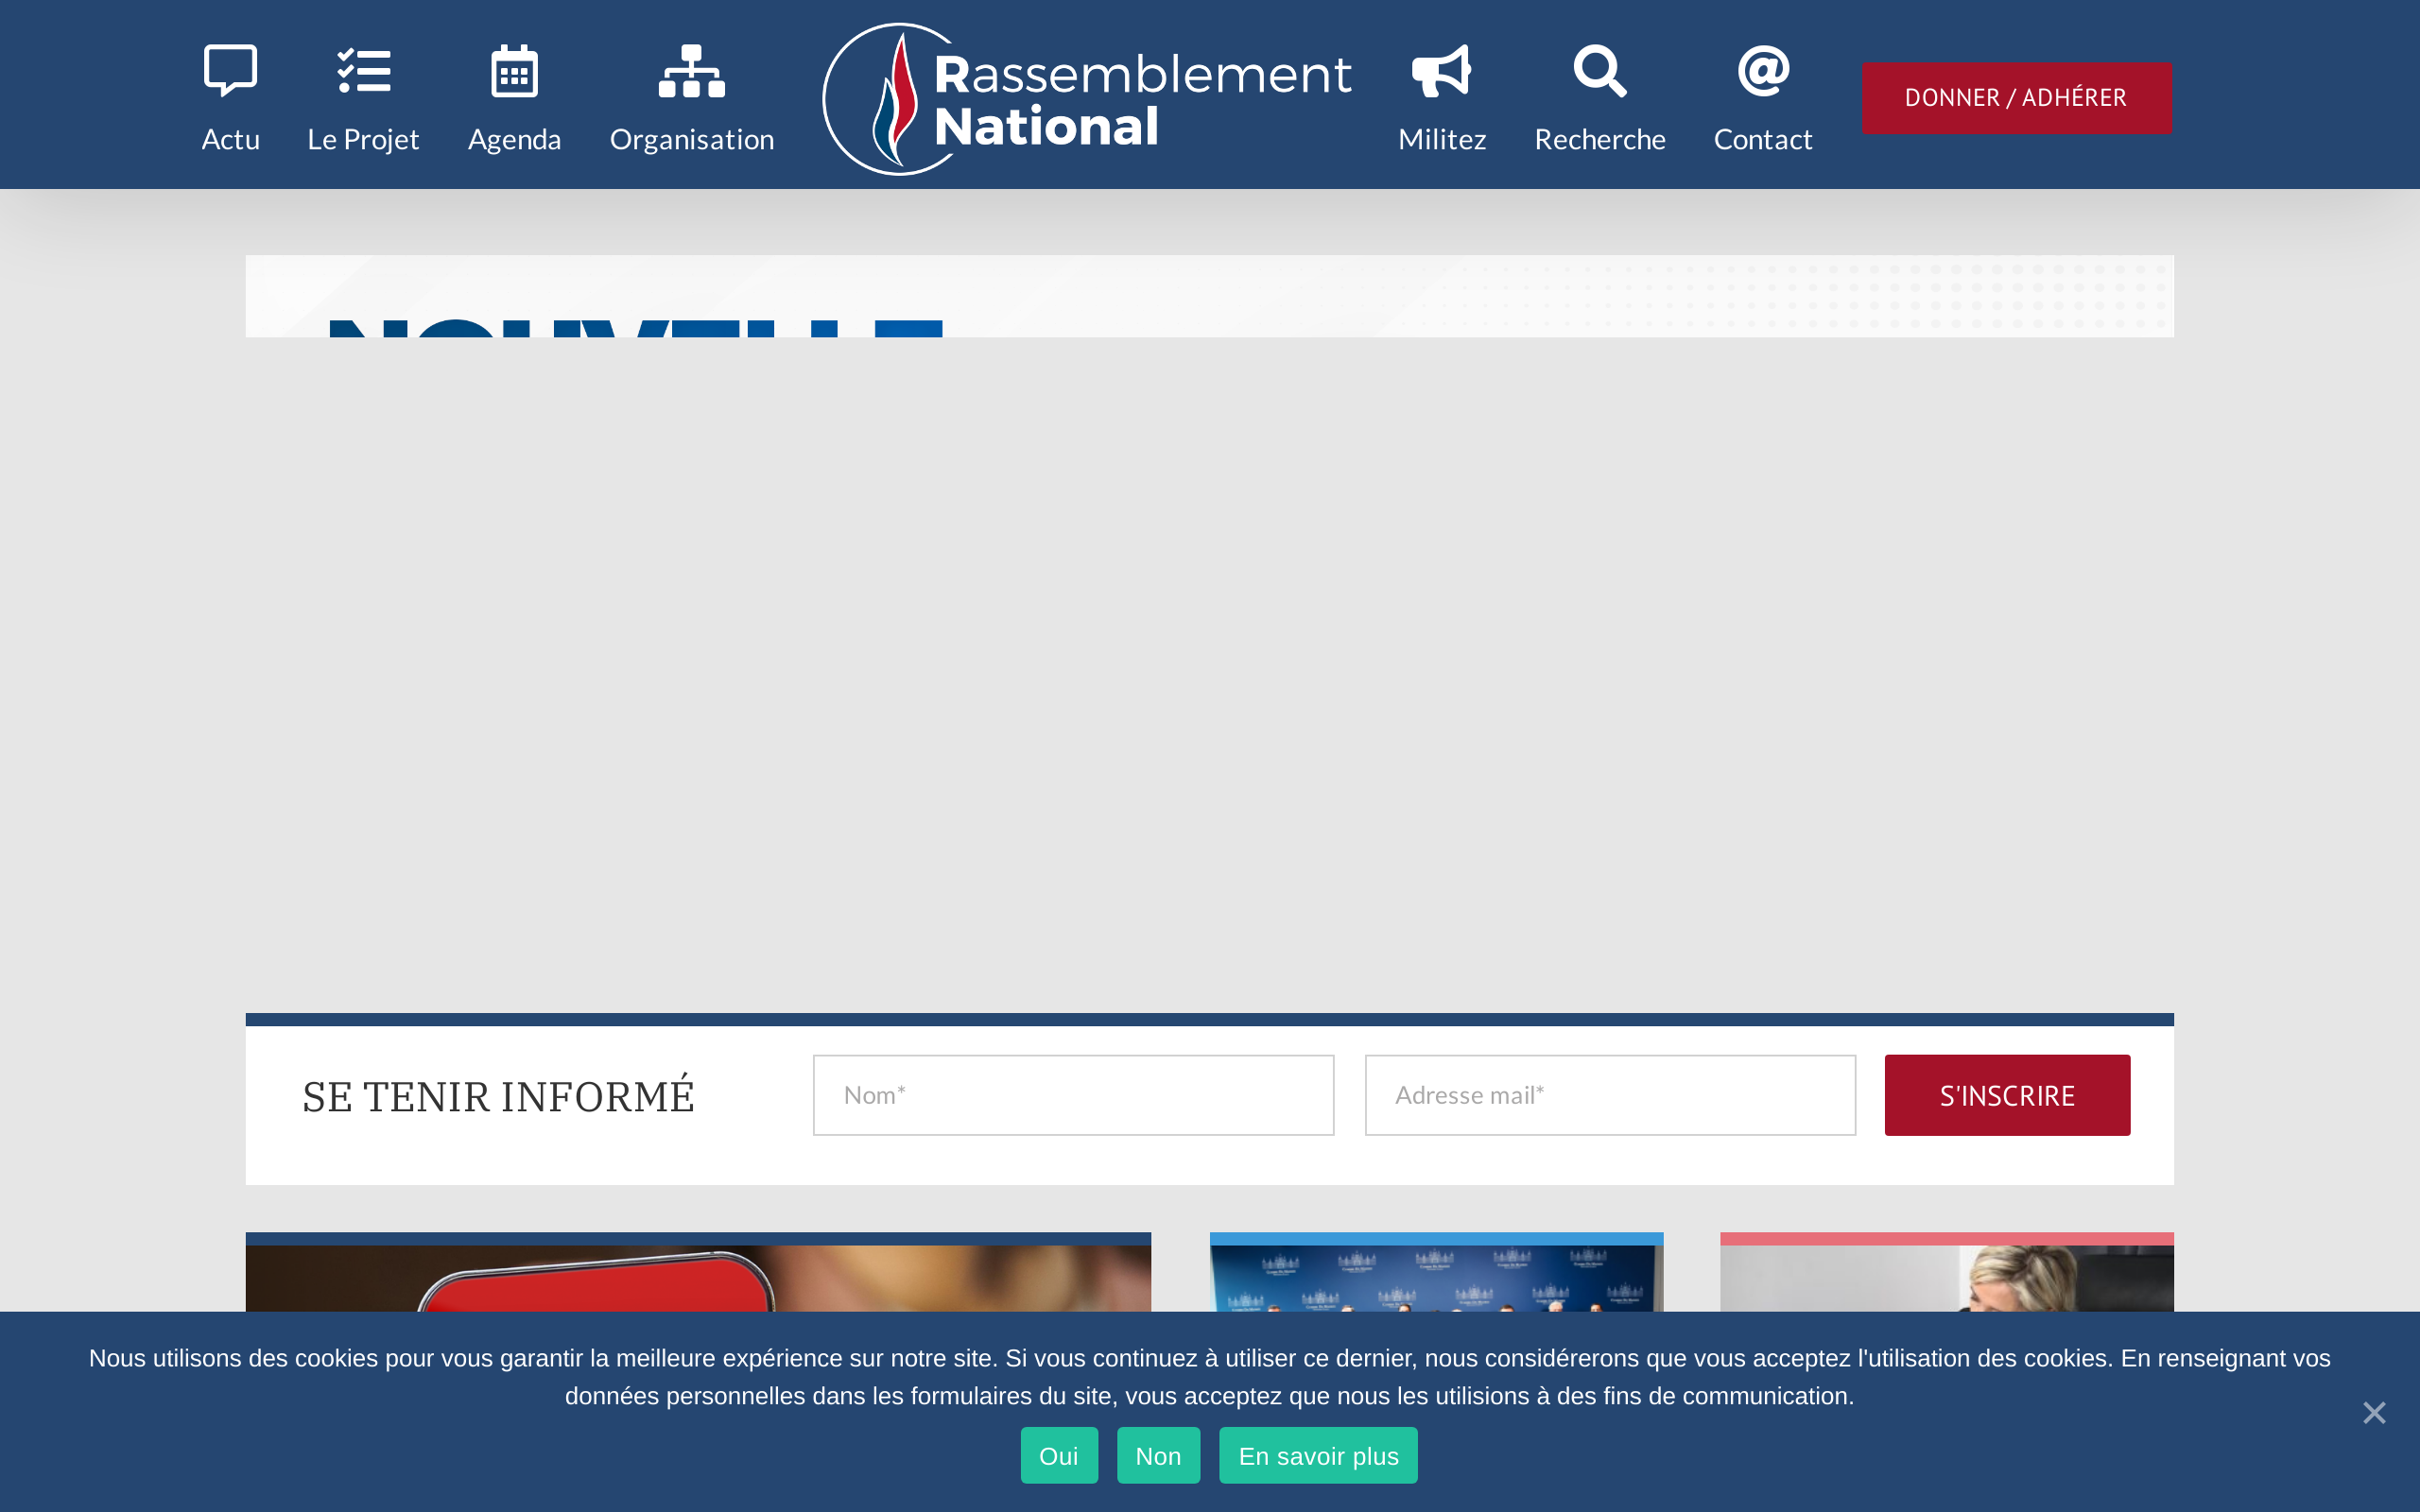 Actu
Le Projet
Agenda
Organisation
Rassemblement
National
Militez
Recherche
Contact
DONNER / ADHÉRER
NOUVELLE
SE TENIR INFORMÉ
Nom*
Adresse mail*
S'INSCRIRE
Nous utilisons des cookies pour vous garantir la meilleure expérience sur notre site. Si vous continuez à utiliser ce dernier, nous considérerons que vous acceptez l'utilisation des cookies. En renseignant vos
données personnelles dans les formulaires du site, vous acceptez que nous les utilisions à des fins de communication.
Oui
Non
En savoir plus